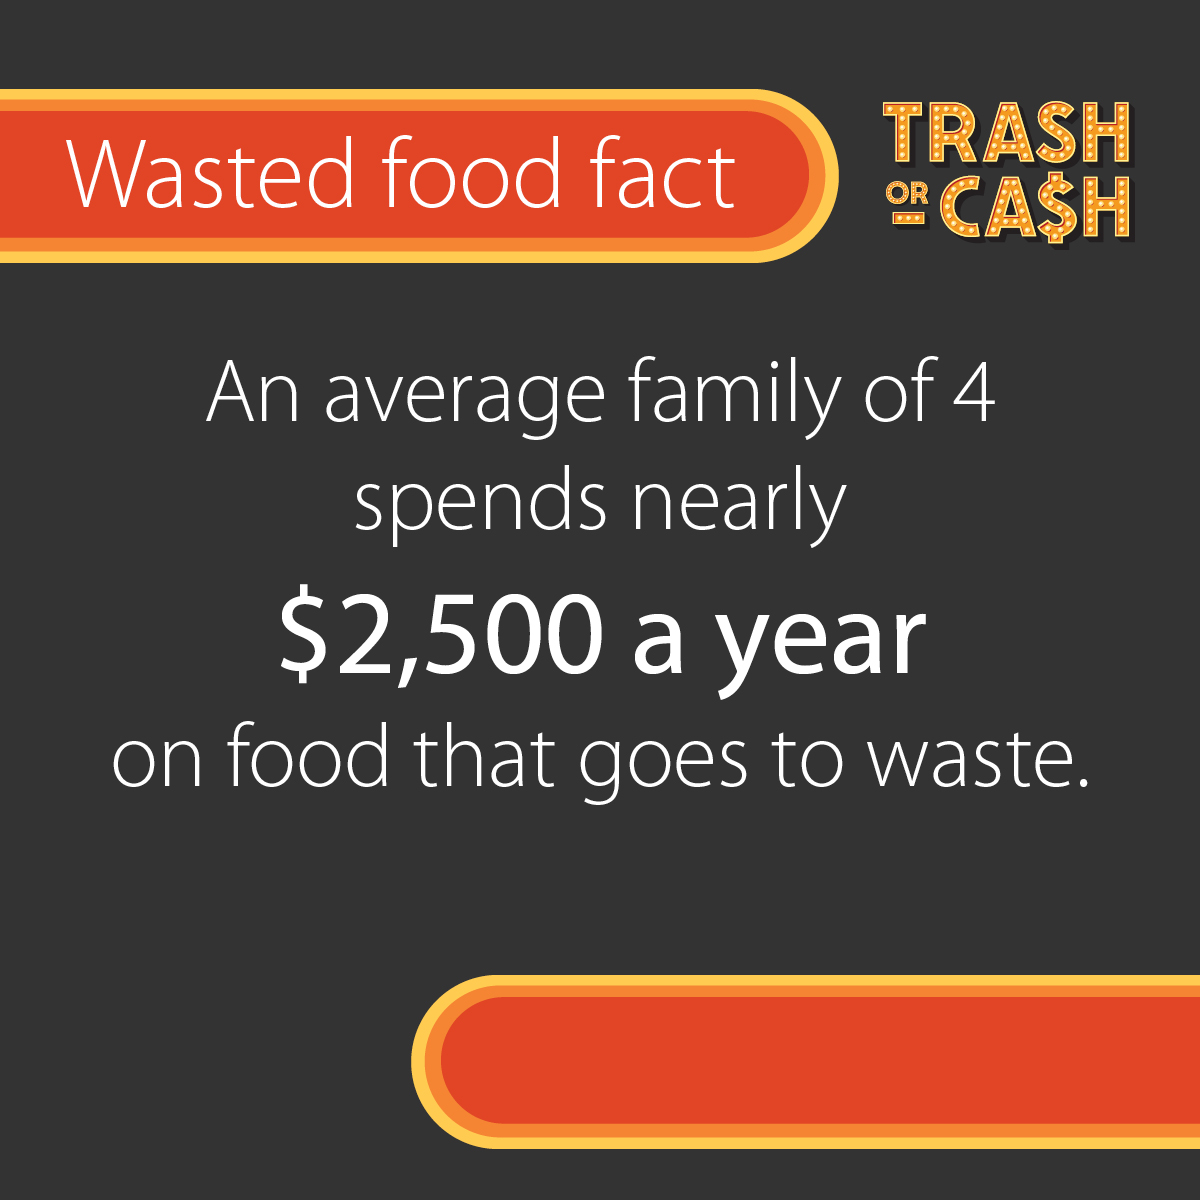 Wasted food fact
TRASH
OR CA$H
An average family of 4
spends nearly
$2,500 a year
on food that goes to waste.